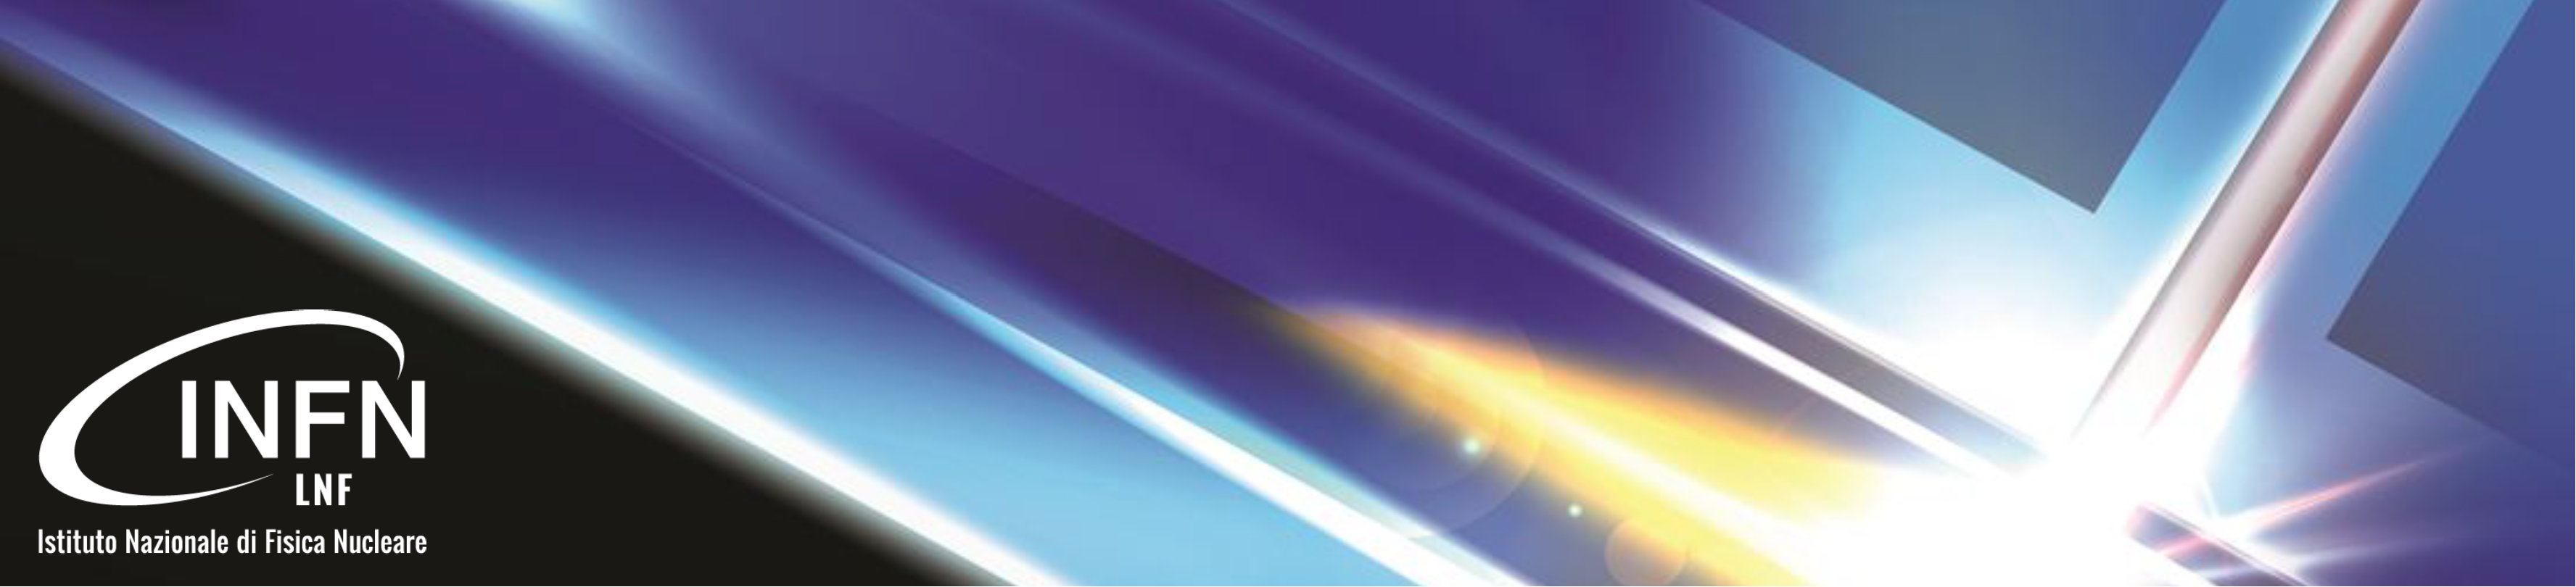 INFN
LNF
Istituto Nazionale di Fisica Nucleare